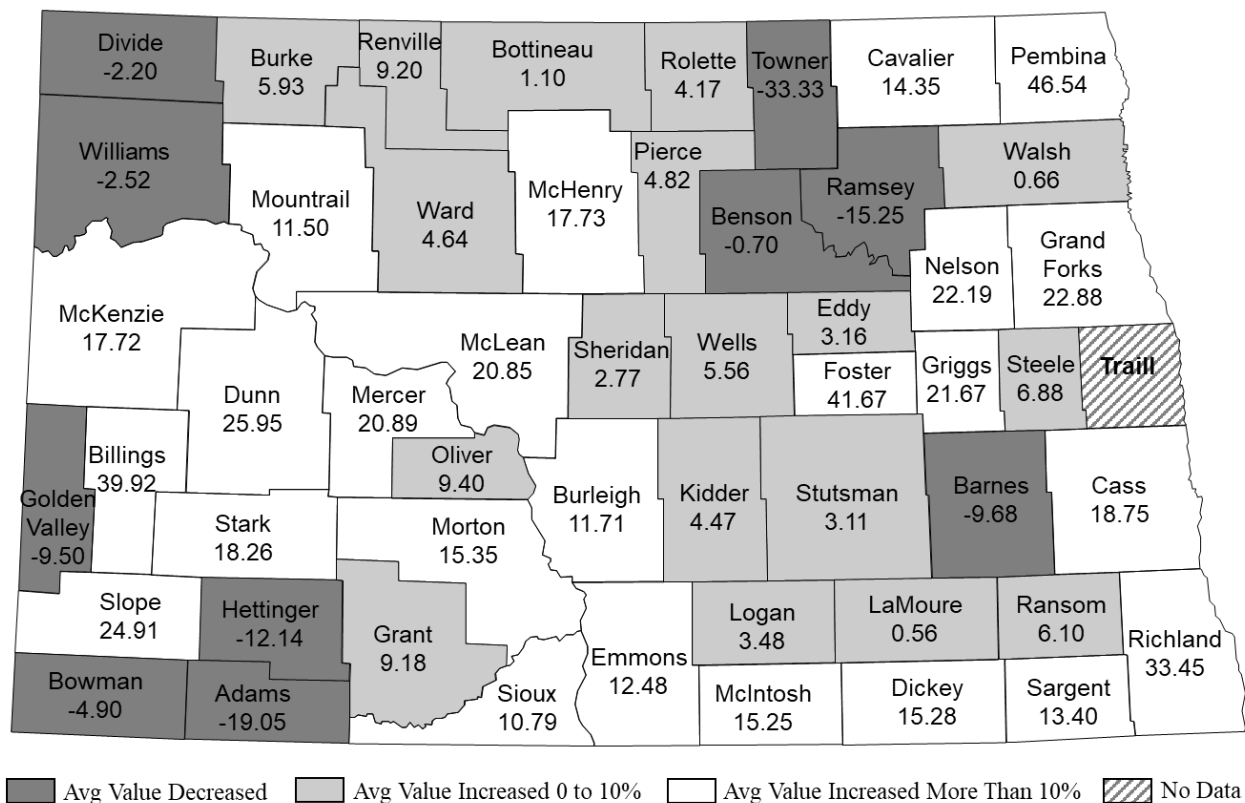 Divide
-2.20
Burke
5.93
Renville
9.20
Bottineau
1.10
Rolette
4.17
Towner
-33.33
Cavalier
14.35
Pembina
46.54
Williams
-2.52
Mountrail
11.50
Ward
4.64
McHenry
17.73
Pierce
4.82
Benson
-0.70
Ramsey
-15.25
Walsh
0.66
Nelson
22.19
Grand
Forks
22.88
McKenzie
17.72
Dunn
25.95
McLean
20.85
Mercer
20.89
Sheridan
2.77
Wells
5.56
Eddy
3.16
Foster
41.67
Griggs
21.67
Steele
6.88
Traill
Billings
39.92
Golden
Valley
-9.50
Oliver
9.40
Stark
18.26
Morton
15.35
Burleigh
11.71
Kidder
4.47
Stutsman
3.11
Barnes
-9.68
Cass
18.75
Slope
24.91
Hettinger
-12.14
Grant
9.18
Bowman
-4.90
Adams
-19.05
Sioux
10.79
Emmons
12.48
Logan
3.48
LaMoure
0.56
Ransom
6.10
Richland
33.45
McIntosh
15.25
Dickey
15.28
Sargent
13.40
Avg Value Decreased
Avg Value Increased 0 to 10%
Avg Value Increased More Than 10%
No Data